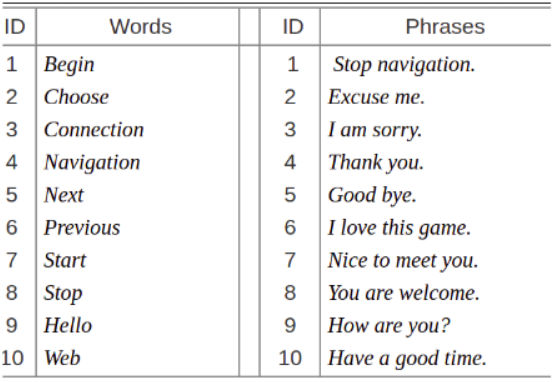 ID Words ID Phrases
1 Begin 1 Stop navigation.
2 Choose 2 Excuse me.
3 Connection 3 I am sorry.
4 Navigation 4 Thank you.
5 Next 5 Good bye.
6 Previous 6 I love this game.
7 Start 7 Nice to meet you.
8 Stop 8 You are welcome.
9 Hello 9 How are you?
10 Web 10 Have a good time.